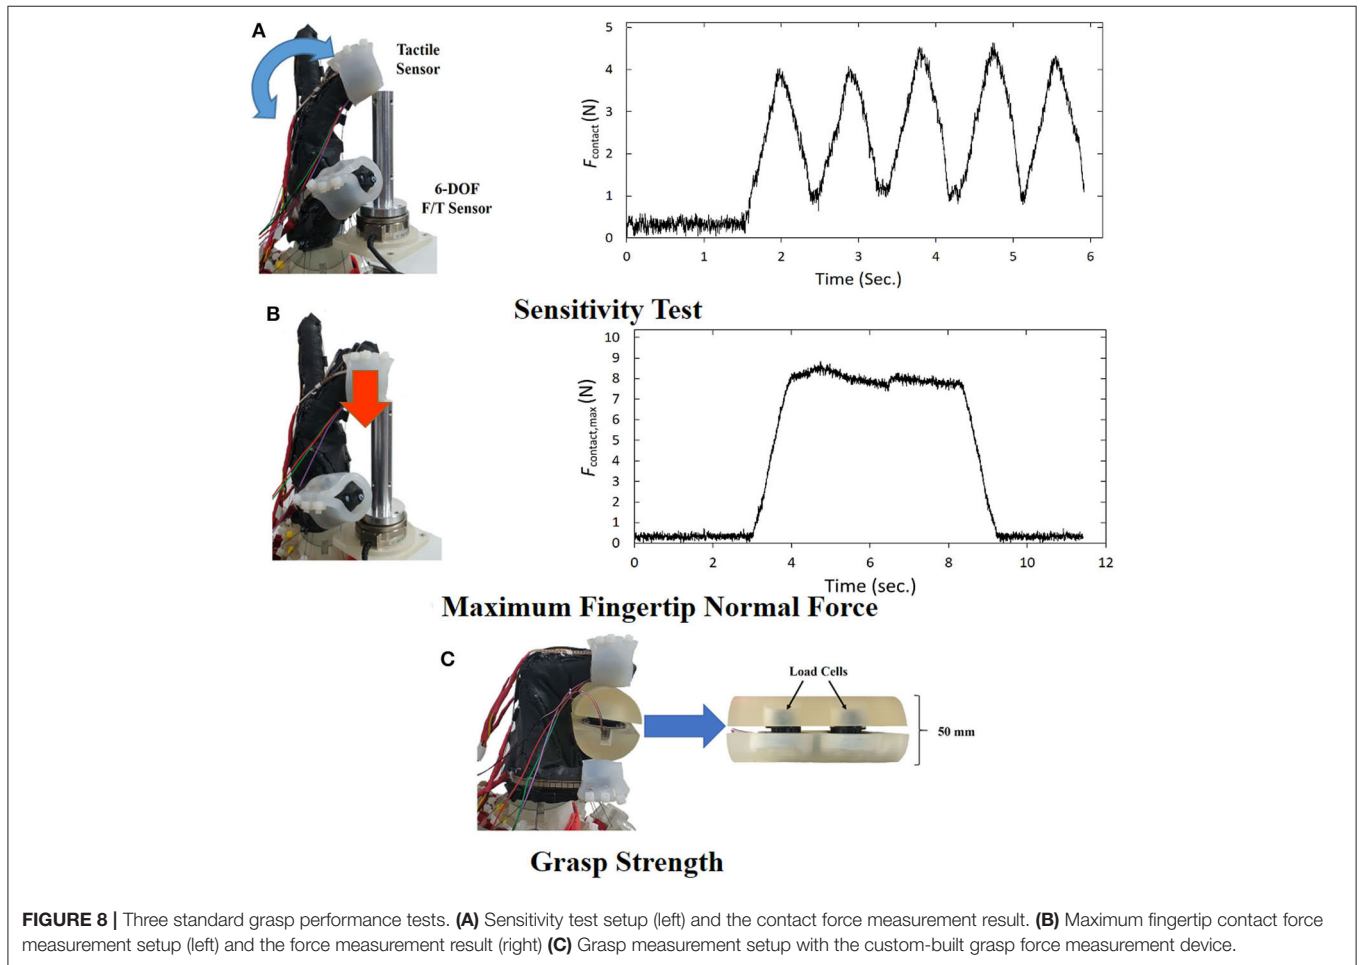 A
Tactile
Sensor
6-DOF
F/T Sensor
5
4
3
2
1
0
F contact (N)
0 1 2 3 4 5 6
Time (Sec.)
Sensitivity Test
B
10
9
8
7
6
5
4
3
2
1
0
F contact,max (N)
0 2 4 6 8 10 12
Time (sec.)
Maximum Fingertip Normal Force
C
Load Cells
50 mm
Grasp Strength
FIGURE 8 | Three standard grasp performance tests. (A) Sensitivity test setup (left) and the contact force measurement result. (B) Maximum fingertip contact force
measurement setup (left) and the force measurement result (right) (C) Grasp measurement setup with the custom-built grasp force measurement device.